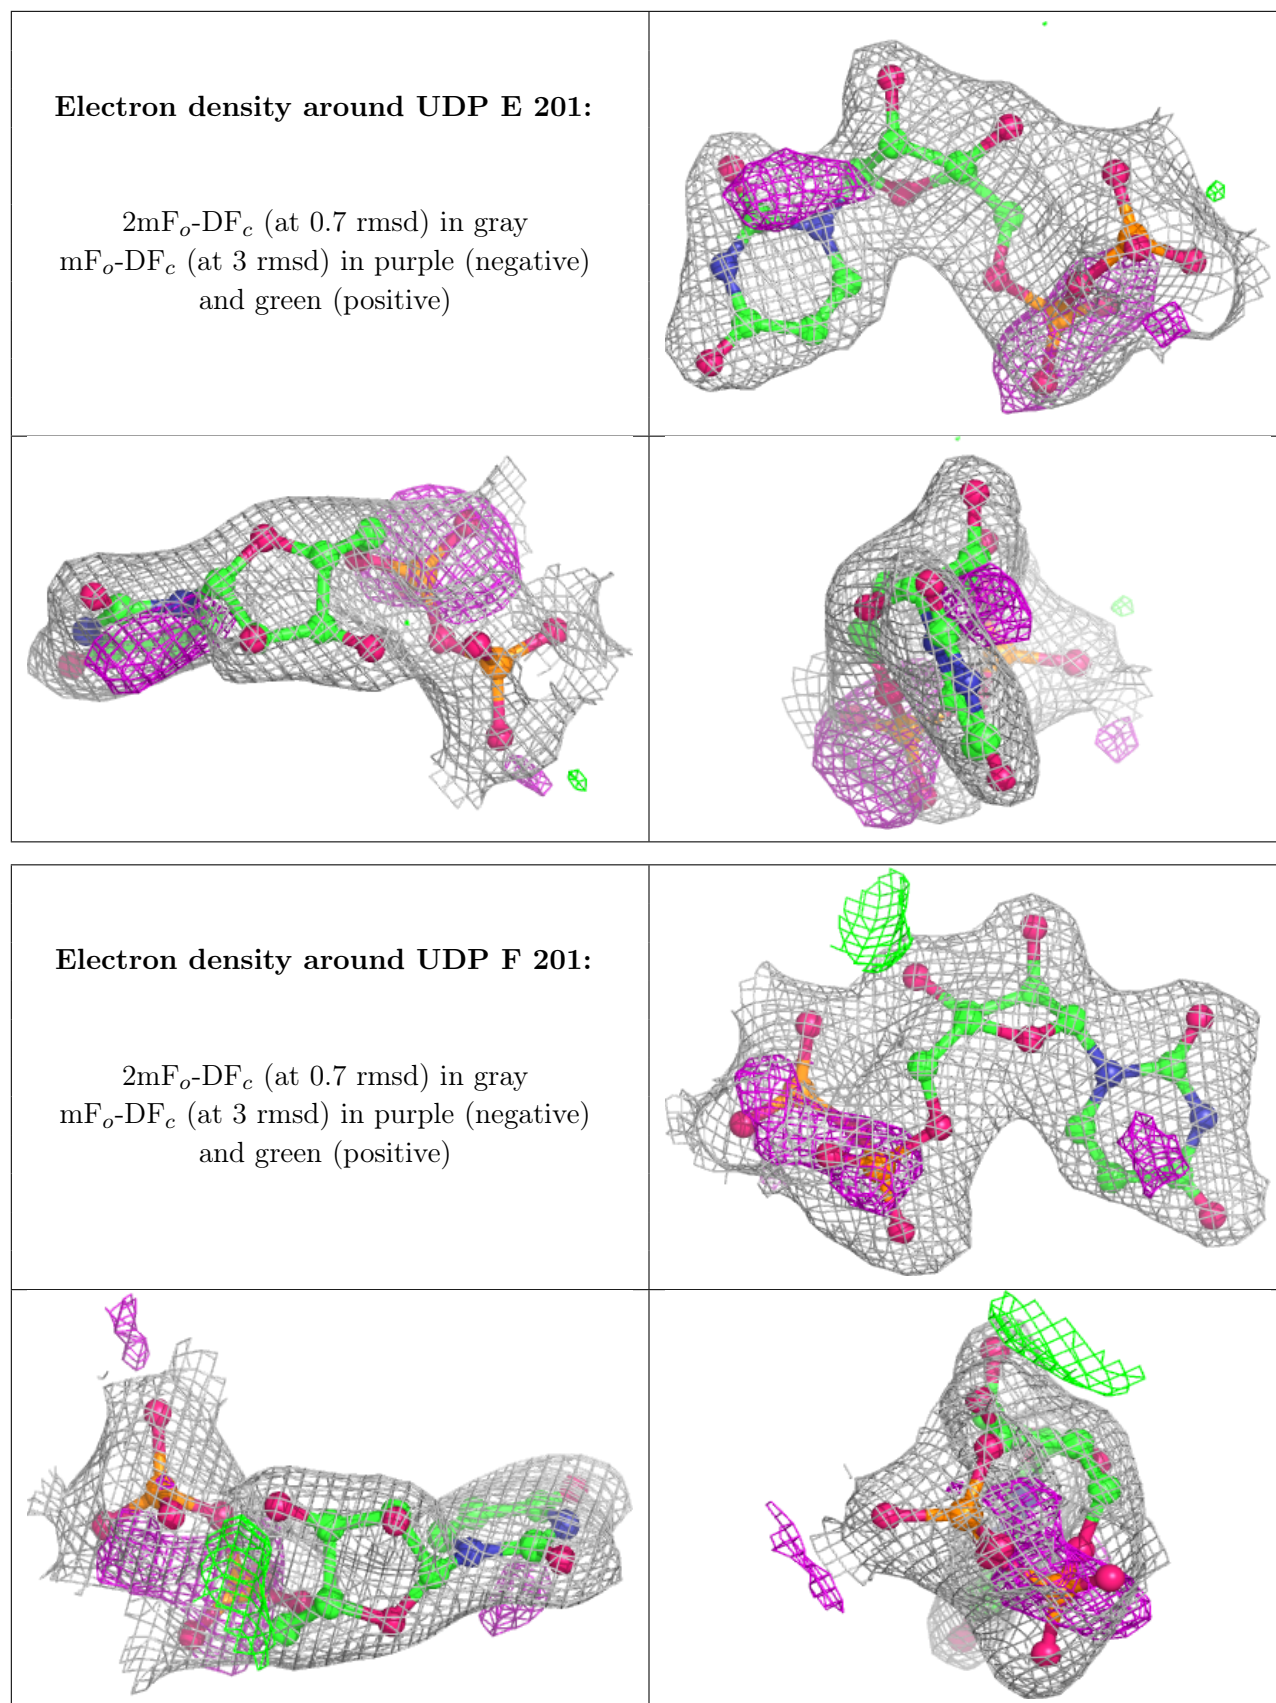 Electron density around UDP E 201:
2mFₒ-DF𝒸 (at 0.7 rmsd) in gray
mFₒ-DF𝒸 (at 3 rmsd) in purple (negative)
and green (positive)
Electron density around UDP F 201:
2mFₒ-DF𝒸 (at 0.7 rmsd) in gray
mFₒ-DF𝒸 (at 3 rmsd) in purple (negative)
and green (positive)